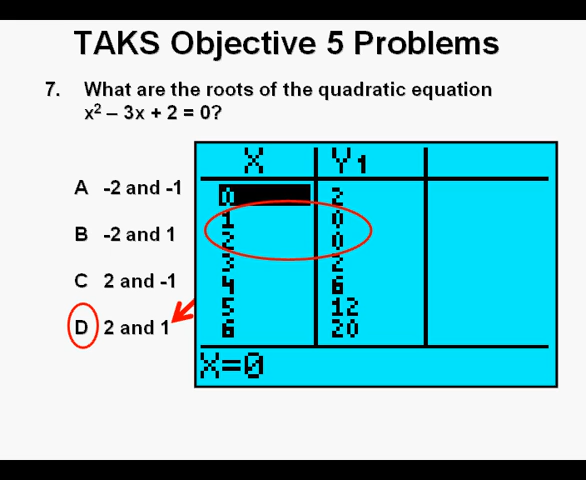 TAKS Objective 5 Problems
7. What are the roots of the quadratic equation
x² – 3x + 2 = 0?
A -2 and -1
B -2 and 1
C 2 and -1
D 2 and 1
X Y1
0 2
1 0
2 0
3 2
4 6
5 12
6 20
X=0